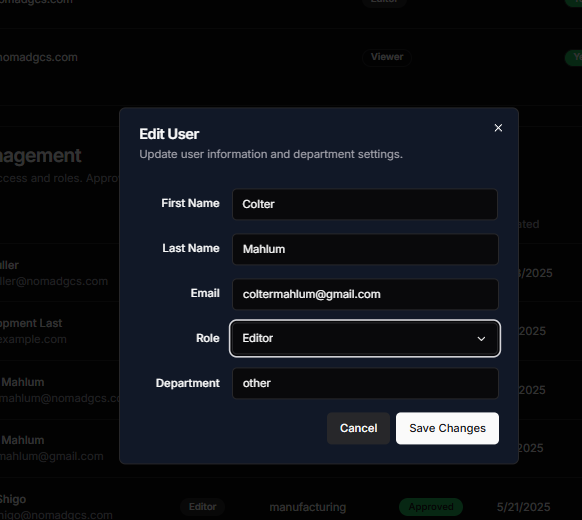 nomadgcs.com
Editor
nomadgcs.com
Viewer
Edit User
Update user information and department settings.
nagement
ccess and roles. Appro
First Name
Colter
Last Name
Mahlum
Email
coltermahlum@gmail.com
Role
Editor
Department
other
Cancel
Save Changes
ated
ller
ller@nomadgcs.com
/2025
opment Last
example.com
2025
Mahlum
mahlum@nomadgcs.co
2025
Mahlum
mahlum@gmail.com
2025
Shigo
higo@nomadgcs.com
Editor
manufacturing
Approved
5/21/2025